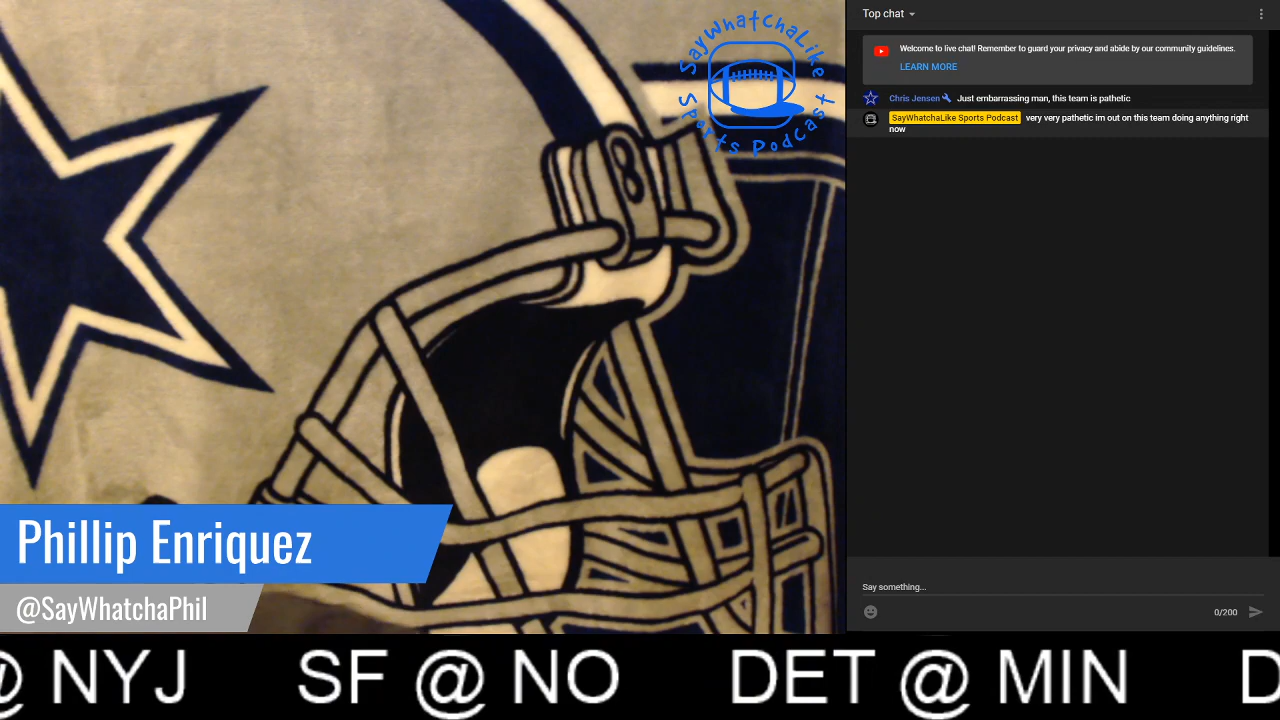 SayWhatChaLike
Sports Podcast
Top chat
Welcome to live chat! Remember to guard your privacy and abide by our community guidelines.
LEARN MORE
Chris Jensen Just embarrassing man, this team is pathetic
SayWhatchaLike Sports Podcast very very pathetic im out on this team doing anything right
now
Phillip Enriquez
@SayWhatchaPhil
Say something...
0/200
@ NYJ SF @ NO DET @ MIN D